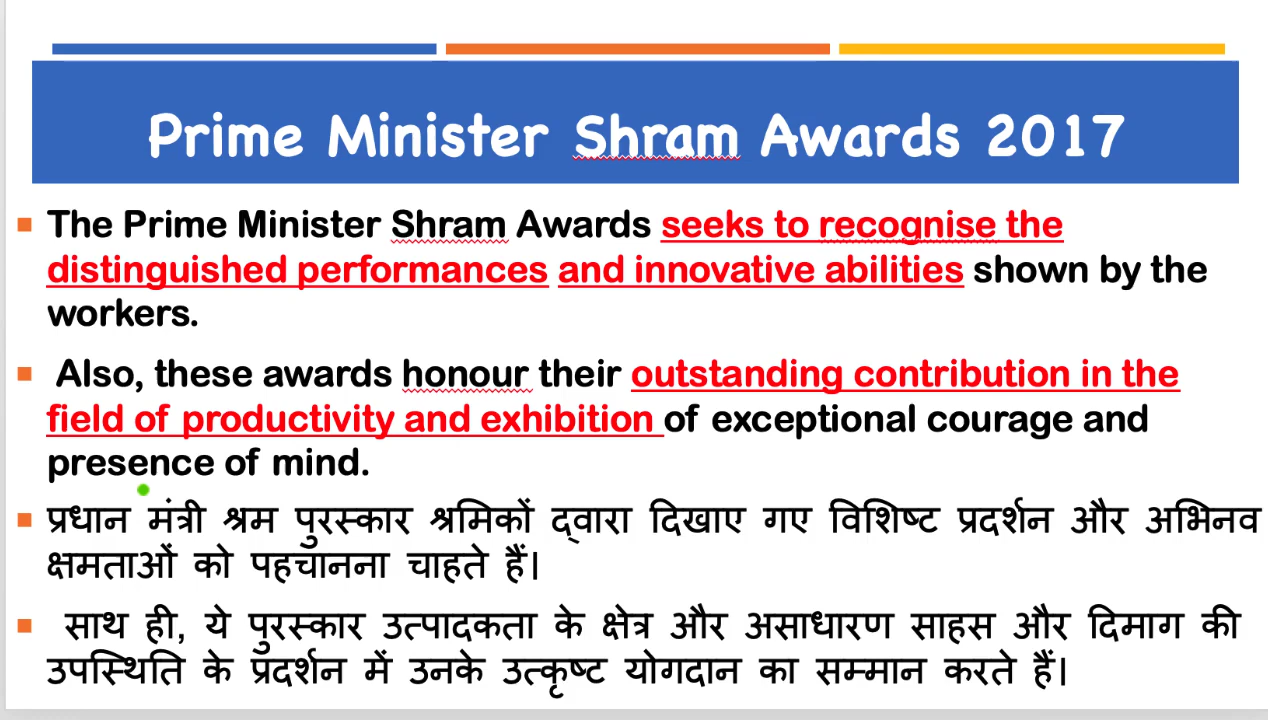 Prime Minister Shram Awards 2017
The Prime Minister Shram Awards seeks to recognise the
distinguished performances and innovative abilities shown by the
workers.
Also, these awards honour their outstanding contribution in the
field of productivity and exhibition of exceptional courage and
presence of mind.
प्रधान मंत्री श्रम पुरस्कार श्रमिकों द्वारा दिखाए गए विशिष्ट प्रदर्शन और अभिनव
क्षमताओं को पहचानना चाहते हैं।
साथ ही, ये पुरस्कार उत्पादकता के क्षेत्र और असाधारण साहस और दिमाग की
उपस्थिति के प्रदर्शन में उनके उत्कृष्ट योगदान का सम्मान करते हैं।